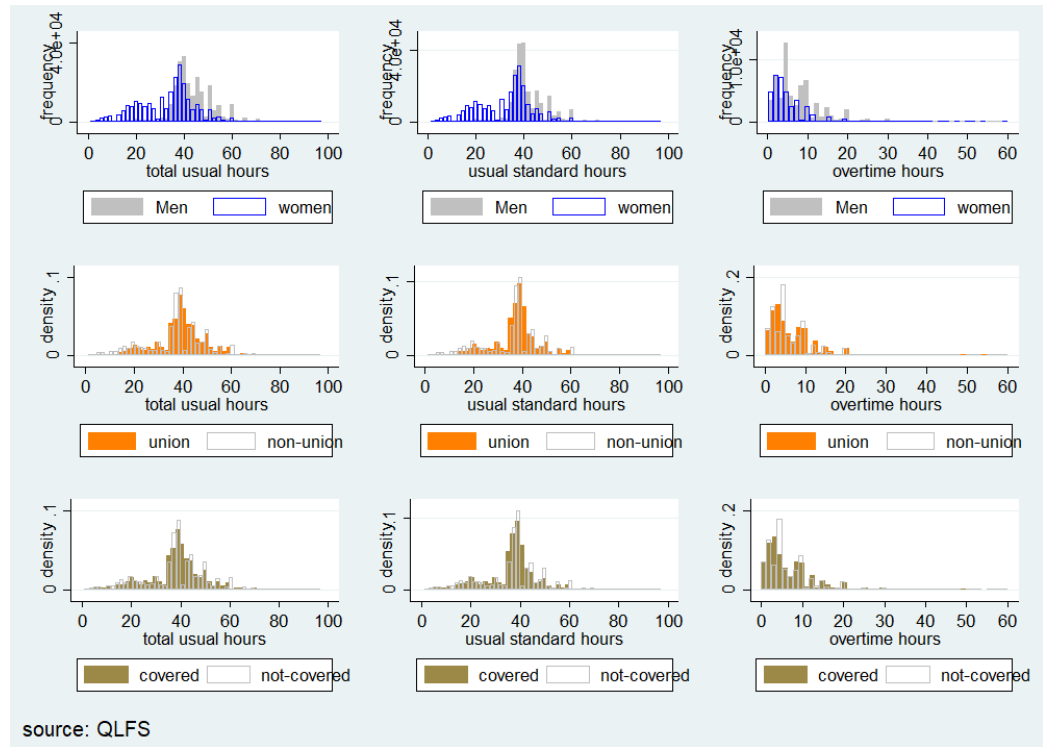 frequency
0 4.0e+04
0 20 40 60 80 100
total usual hours
Men women
frequency
0 4.0e+04
0 20 40 60 80 100
usual standard hours
Men women
frequency
0 1.0e+04
0 10 20 30 40 50 60
overtime hours
Men women
density
0 .1
0 20 40 60 80 100
total usual hours
union non-union
density
0 .1
0 20 40 60 80 100
usual standard hours
union non-union
density
0 .2
0 10 20 30 40 50 60
overtime hours
union non-union
density
0 .1
0 20 40 60 80 100
total usual hours
covered not-covered
density
0 .1
0 20 40 60 80 100
usual standard hours
covered not-covered
density
0 .2
0 10 20 30 40 50 60
overtime hours
covered not-covered
source: QLFS